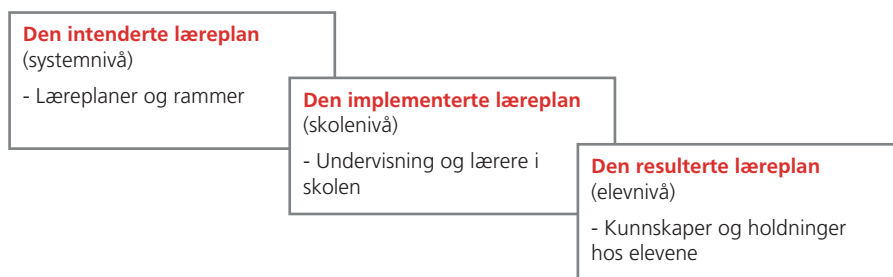 Den intenderte læreplan
(systemnivå)
- Læreplaner og rammer
Den implementerte læreplan
(skolenivå)
- Undervisning og lærere i
skolen
Den resulterte læreplan
(elevnivå)
- Kunnskaper og holdninger
hos elevene